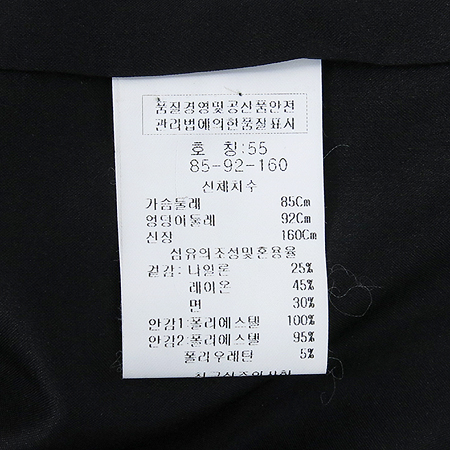 품질경영및공산품안전
관리법에의한품질표시
호 칭:55
85-92-160
신체치수
가슴둘레 85Cm
엉덩이둘레 92Cm
신장 160Cm
섬유의조성및혼용율
겉감: 나일론 25%
레이온 45%
면 30%
안감1:폴리에스텔 100%
안감2:폴리에스텔 95%
폴리우레탄 5%